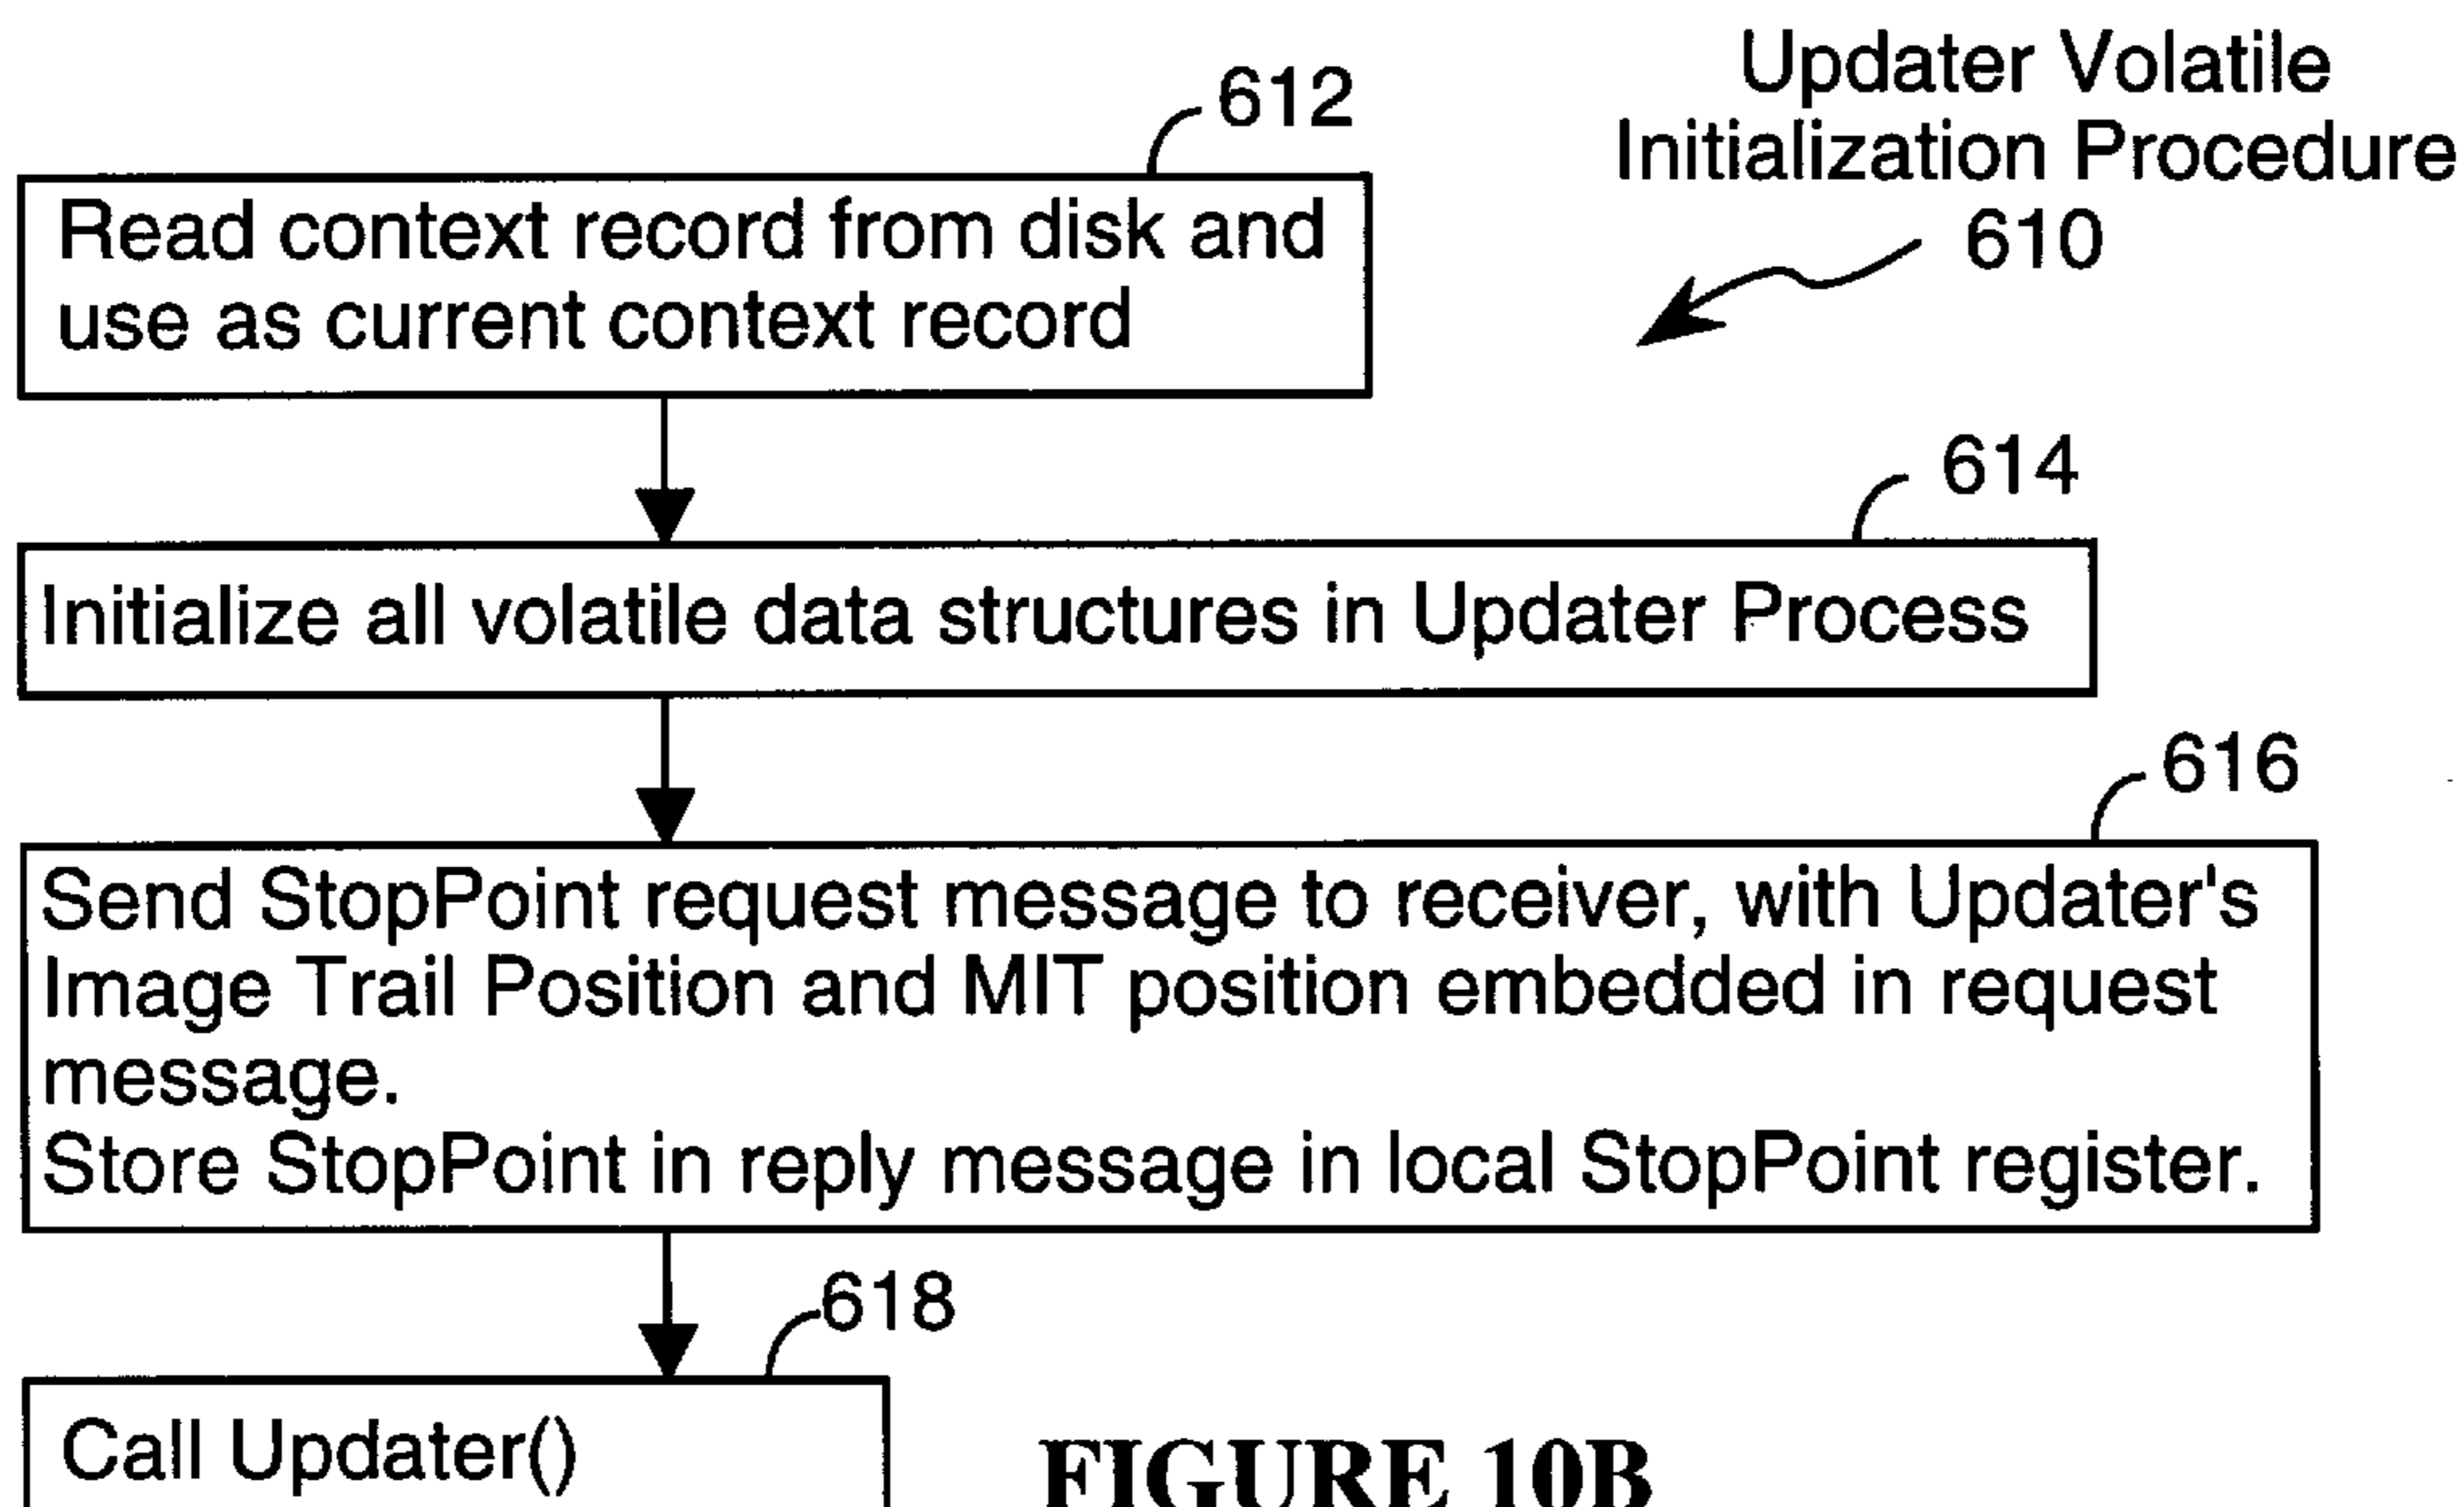 Updater Volatile
Initialization Procedure
610
612
Read context record from disk and
use as current context record
614
Initialize all volatile data structures in Updater Process
616
Send StopPoint request message to receiver, with Updater's
Image Trail Position and MIT position embedded in request
message.
Store StopPoint in reply message in local StopPoint register.
618
Call Updater()
FIGURE 10B